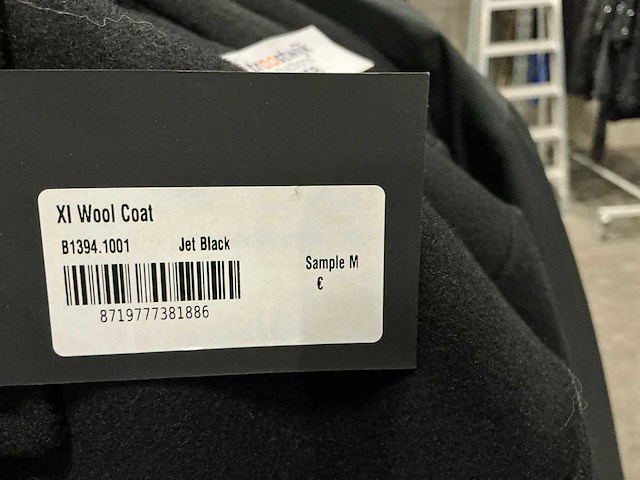 XI Wool Coat
B1394.1001 Jet Black
Sample M
€
8719777381886